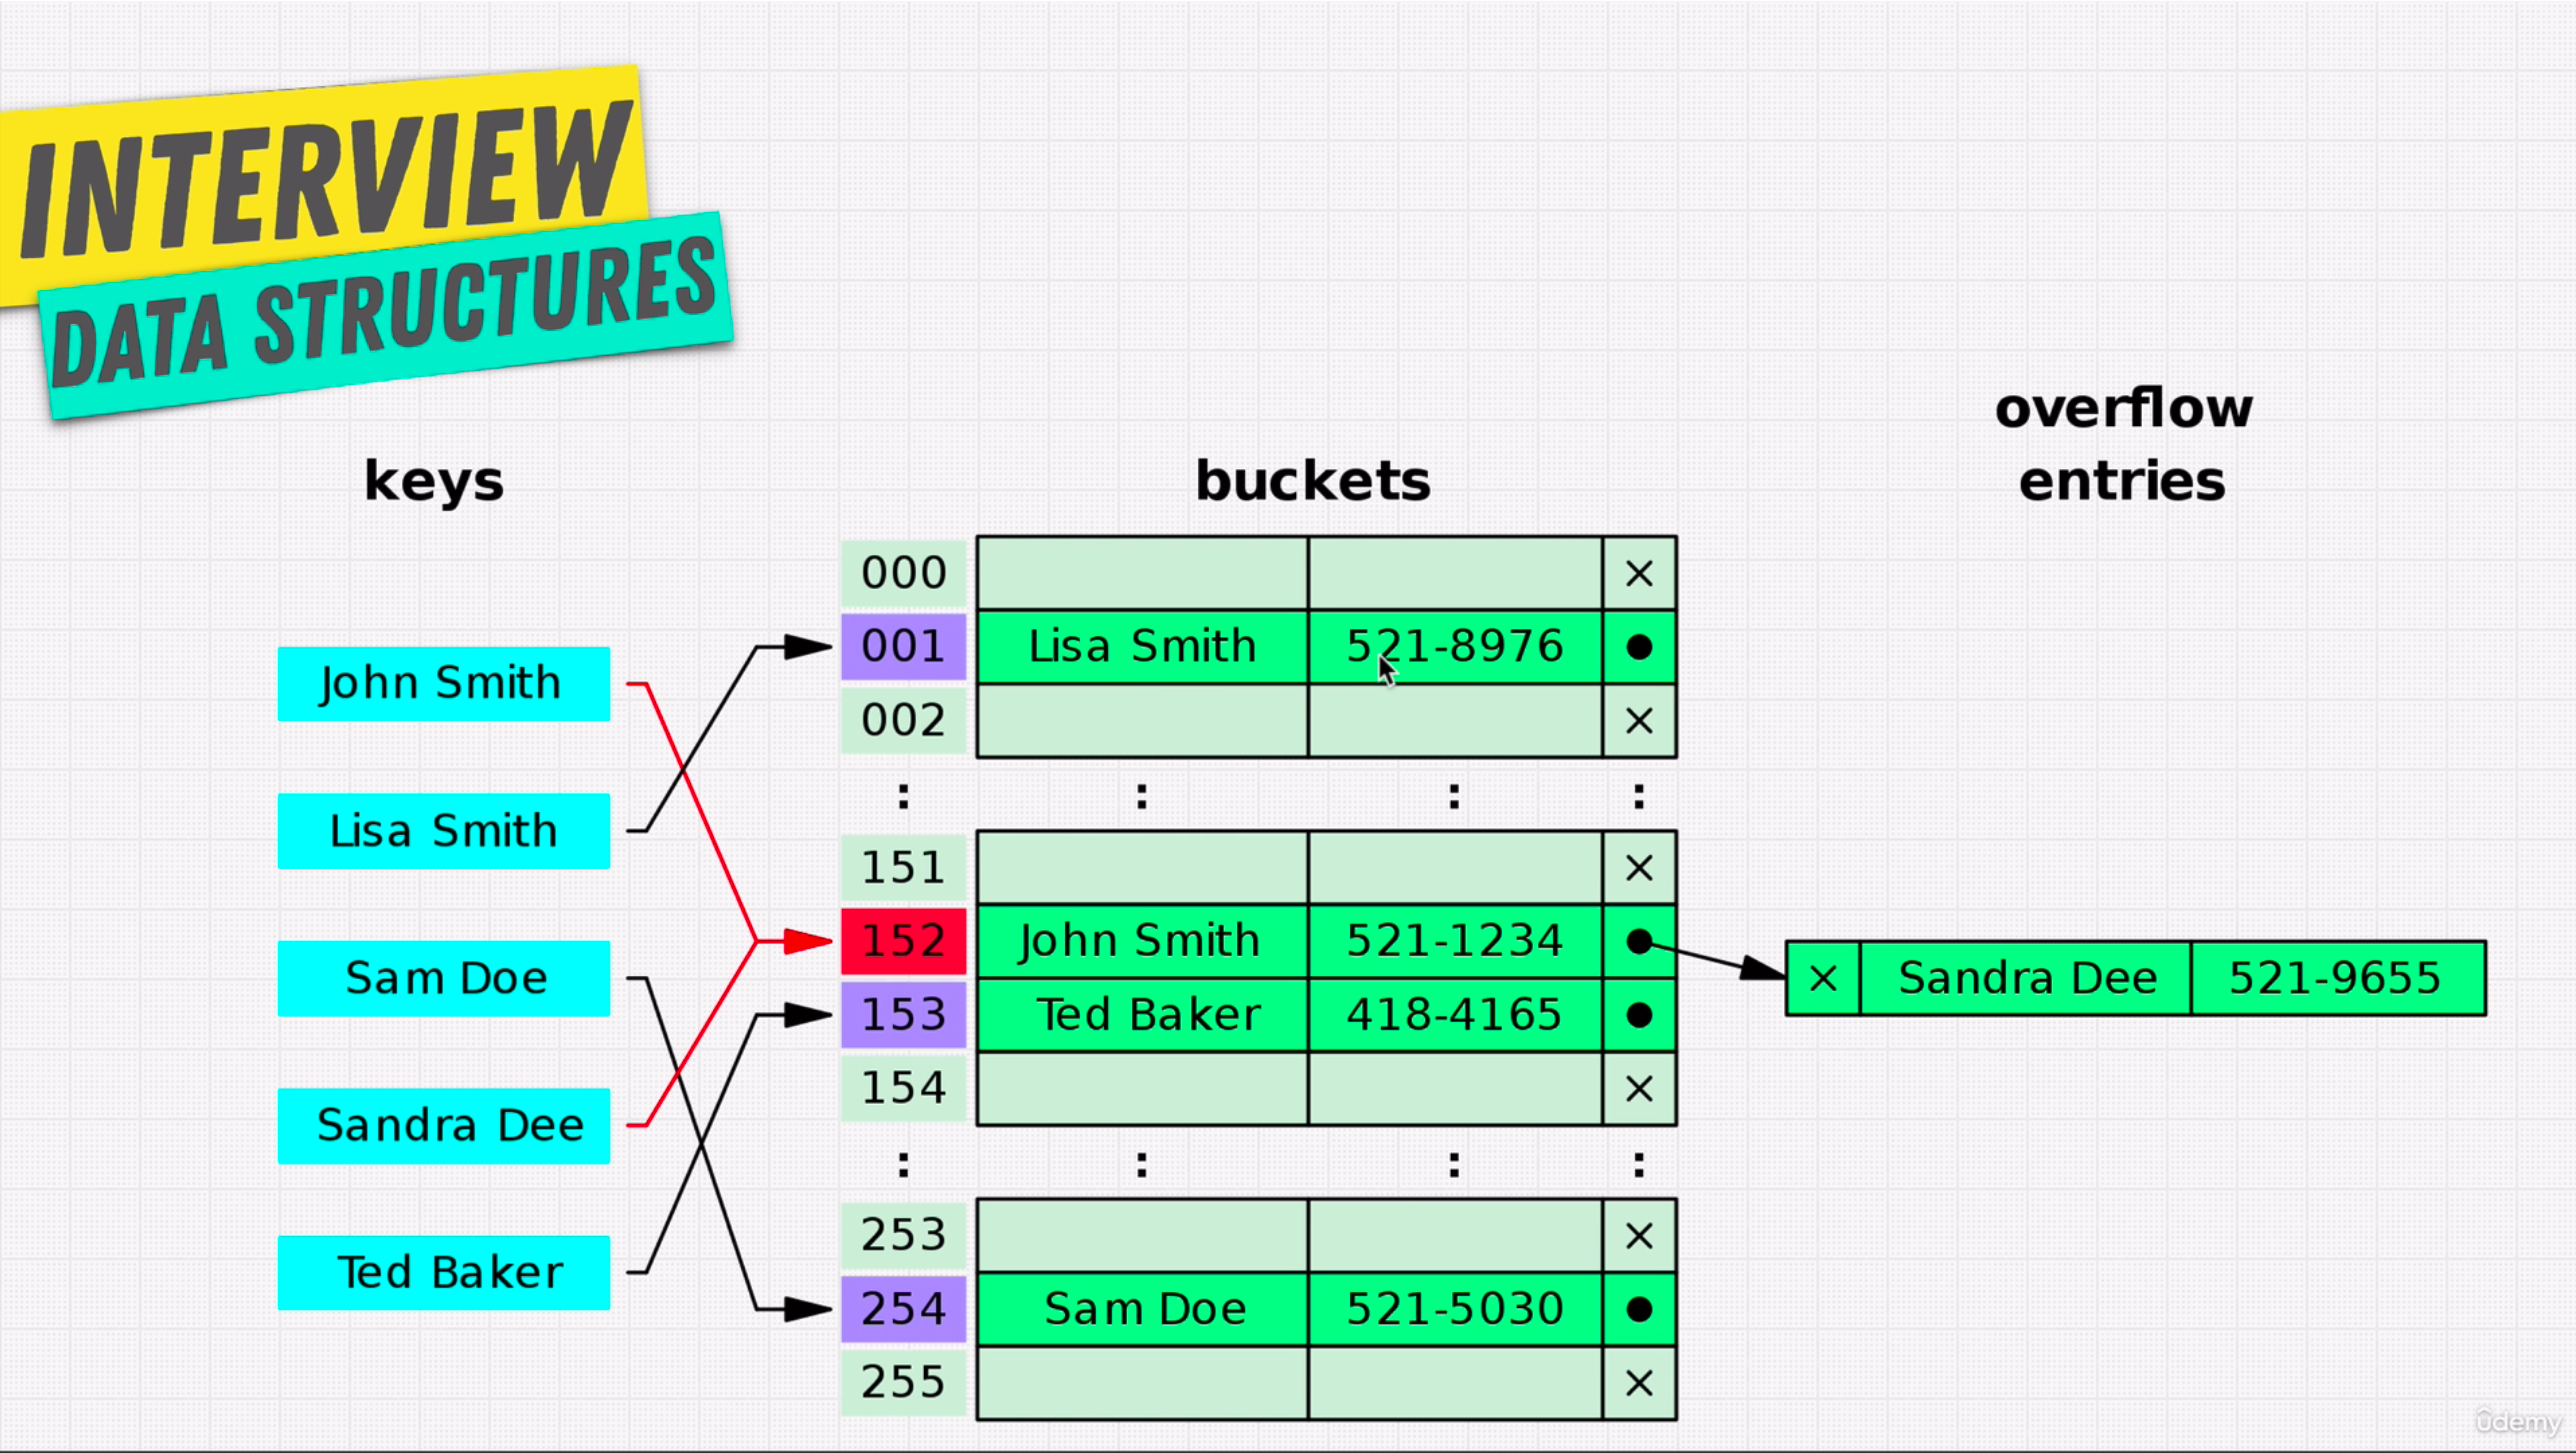 INTERVIEW
DATA STRUCTURES
keys
buckets
overflow
entries
John Smith
Lisa Smith
Sam Doe
Sandra Dee
Ted Baker
000 ×
001 Lisa Smith 521-8976 ●
002 ×
: : : :
151 ×
152 John Smith 521-1234 ●
153 Ted Baker 418-4165 ●
154 ×
: : : :
253 ×
254 Sam Doe 521-5030 ●
255 ×
× Sandra Dee 521-9655
ûdemy